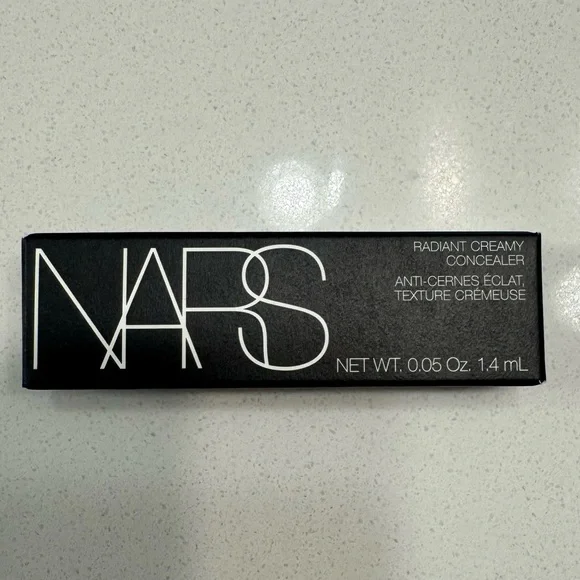 NARS
RADIANT CREAMY
CONCEALER
ANTI-CERNES ÉCLAT,
TEXTURE CRÉMEUSE
NET WT. 0.05 Oz. 1.4 mL